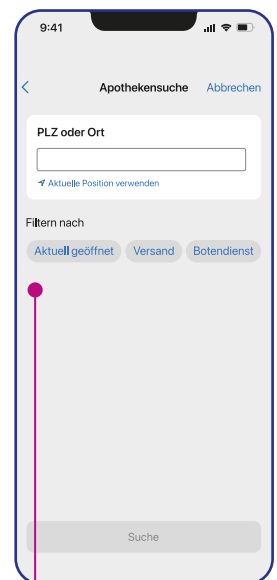 9:41
Apothekensuche Abbrechen
PLZ oder Ort
Aktuelle Position verwenden
Filtern nach
Aktuell geöffnet Versand Botendienst
Suche